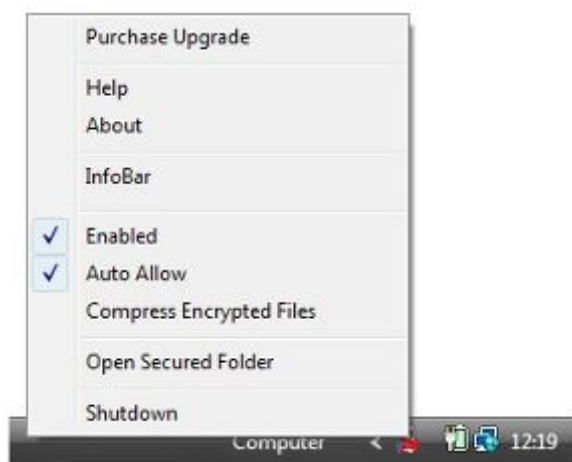 Purchase Upgrade
Help
About
InfoBar
Enabled
Auto Allow
Compress Encrypted Files
Open Secured Folder
Shutdown
Computer
12:19